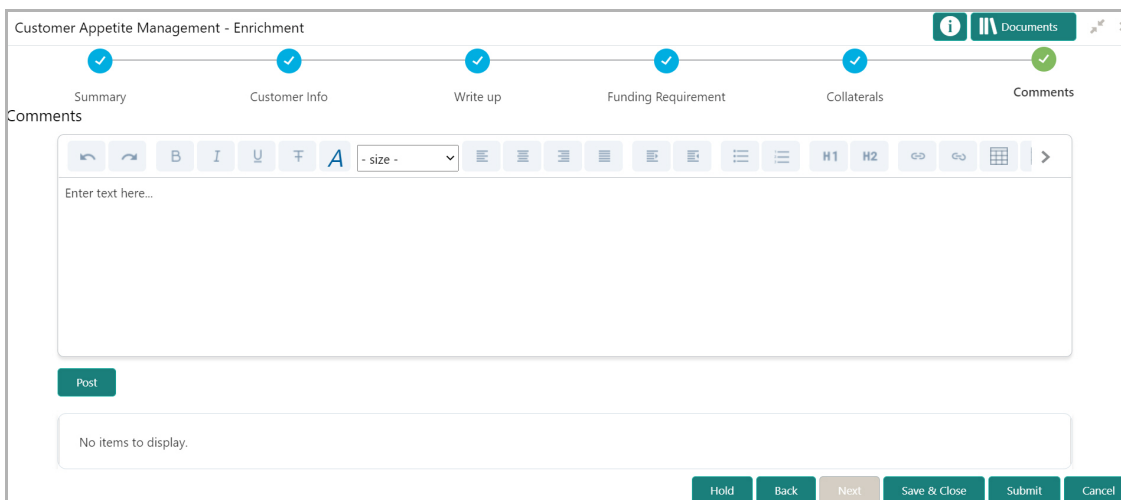 Customer Appetite Management - Enrichment
Documents
Summary Customer Info Write up Funding Requirement Collaterals Comments
Comments
B I U T A - size - H1 H2
Enter text here...
Post
No items to display.
Hold Back Next Save & Close Submit Cancel